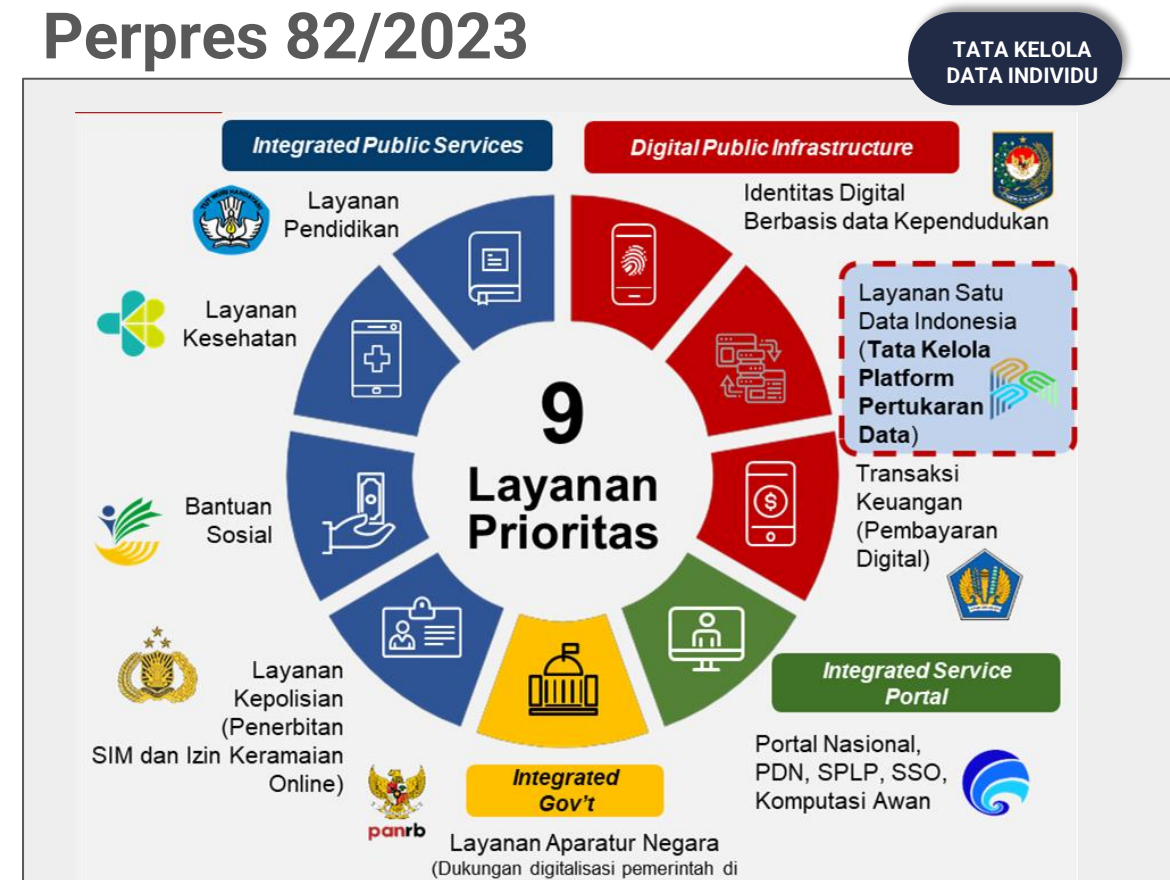 Perpres 82/2023
TATA KELOLA
DATA INDIVIDU
Integrated Public Services
Digital Public Infrastructure
Layanan
Pendidikan
Identitas Digital
Berbasis data Kependudukan
Layanan
Kesehatan
Layanan Satu
Data Indonesia
(Tata Kelola
Platform
Pertukaran
Data)
9
Layanan
Prioritas
Bantuan
Sosial
Transaksi
Keuangan
(Pembayaran
Digital)
Layanan
Kepolisian
(Penerbitan
SIM dan Izin Keramaian
Online)
Integrated Service
Portal
Portal Nasional,
PDN, SPLP, SSO,
Komputasi Awan
panrb
Integrated
Gov't
Layanan Aparatur Negara
(Dukungan digitalisasi pemerintah di